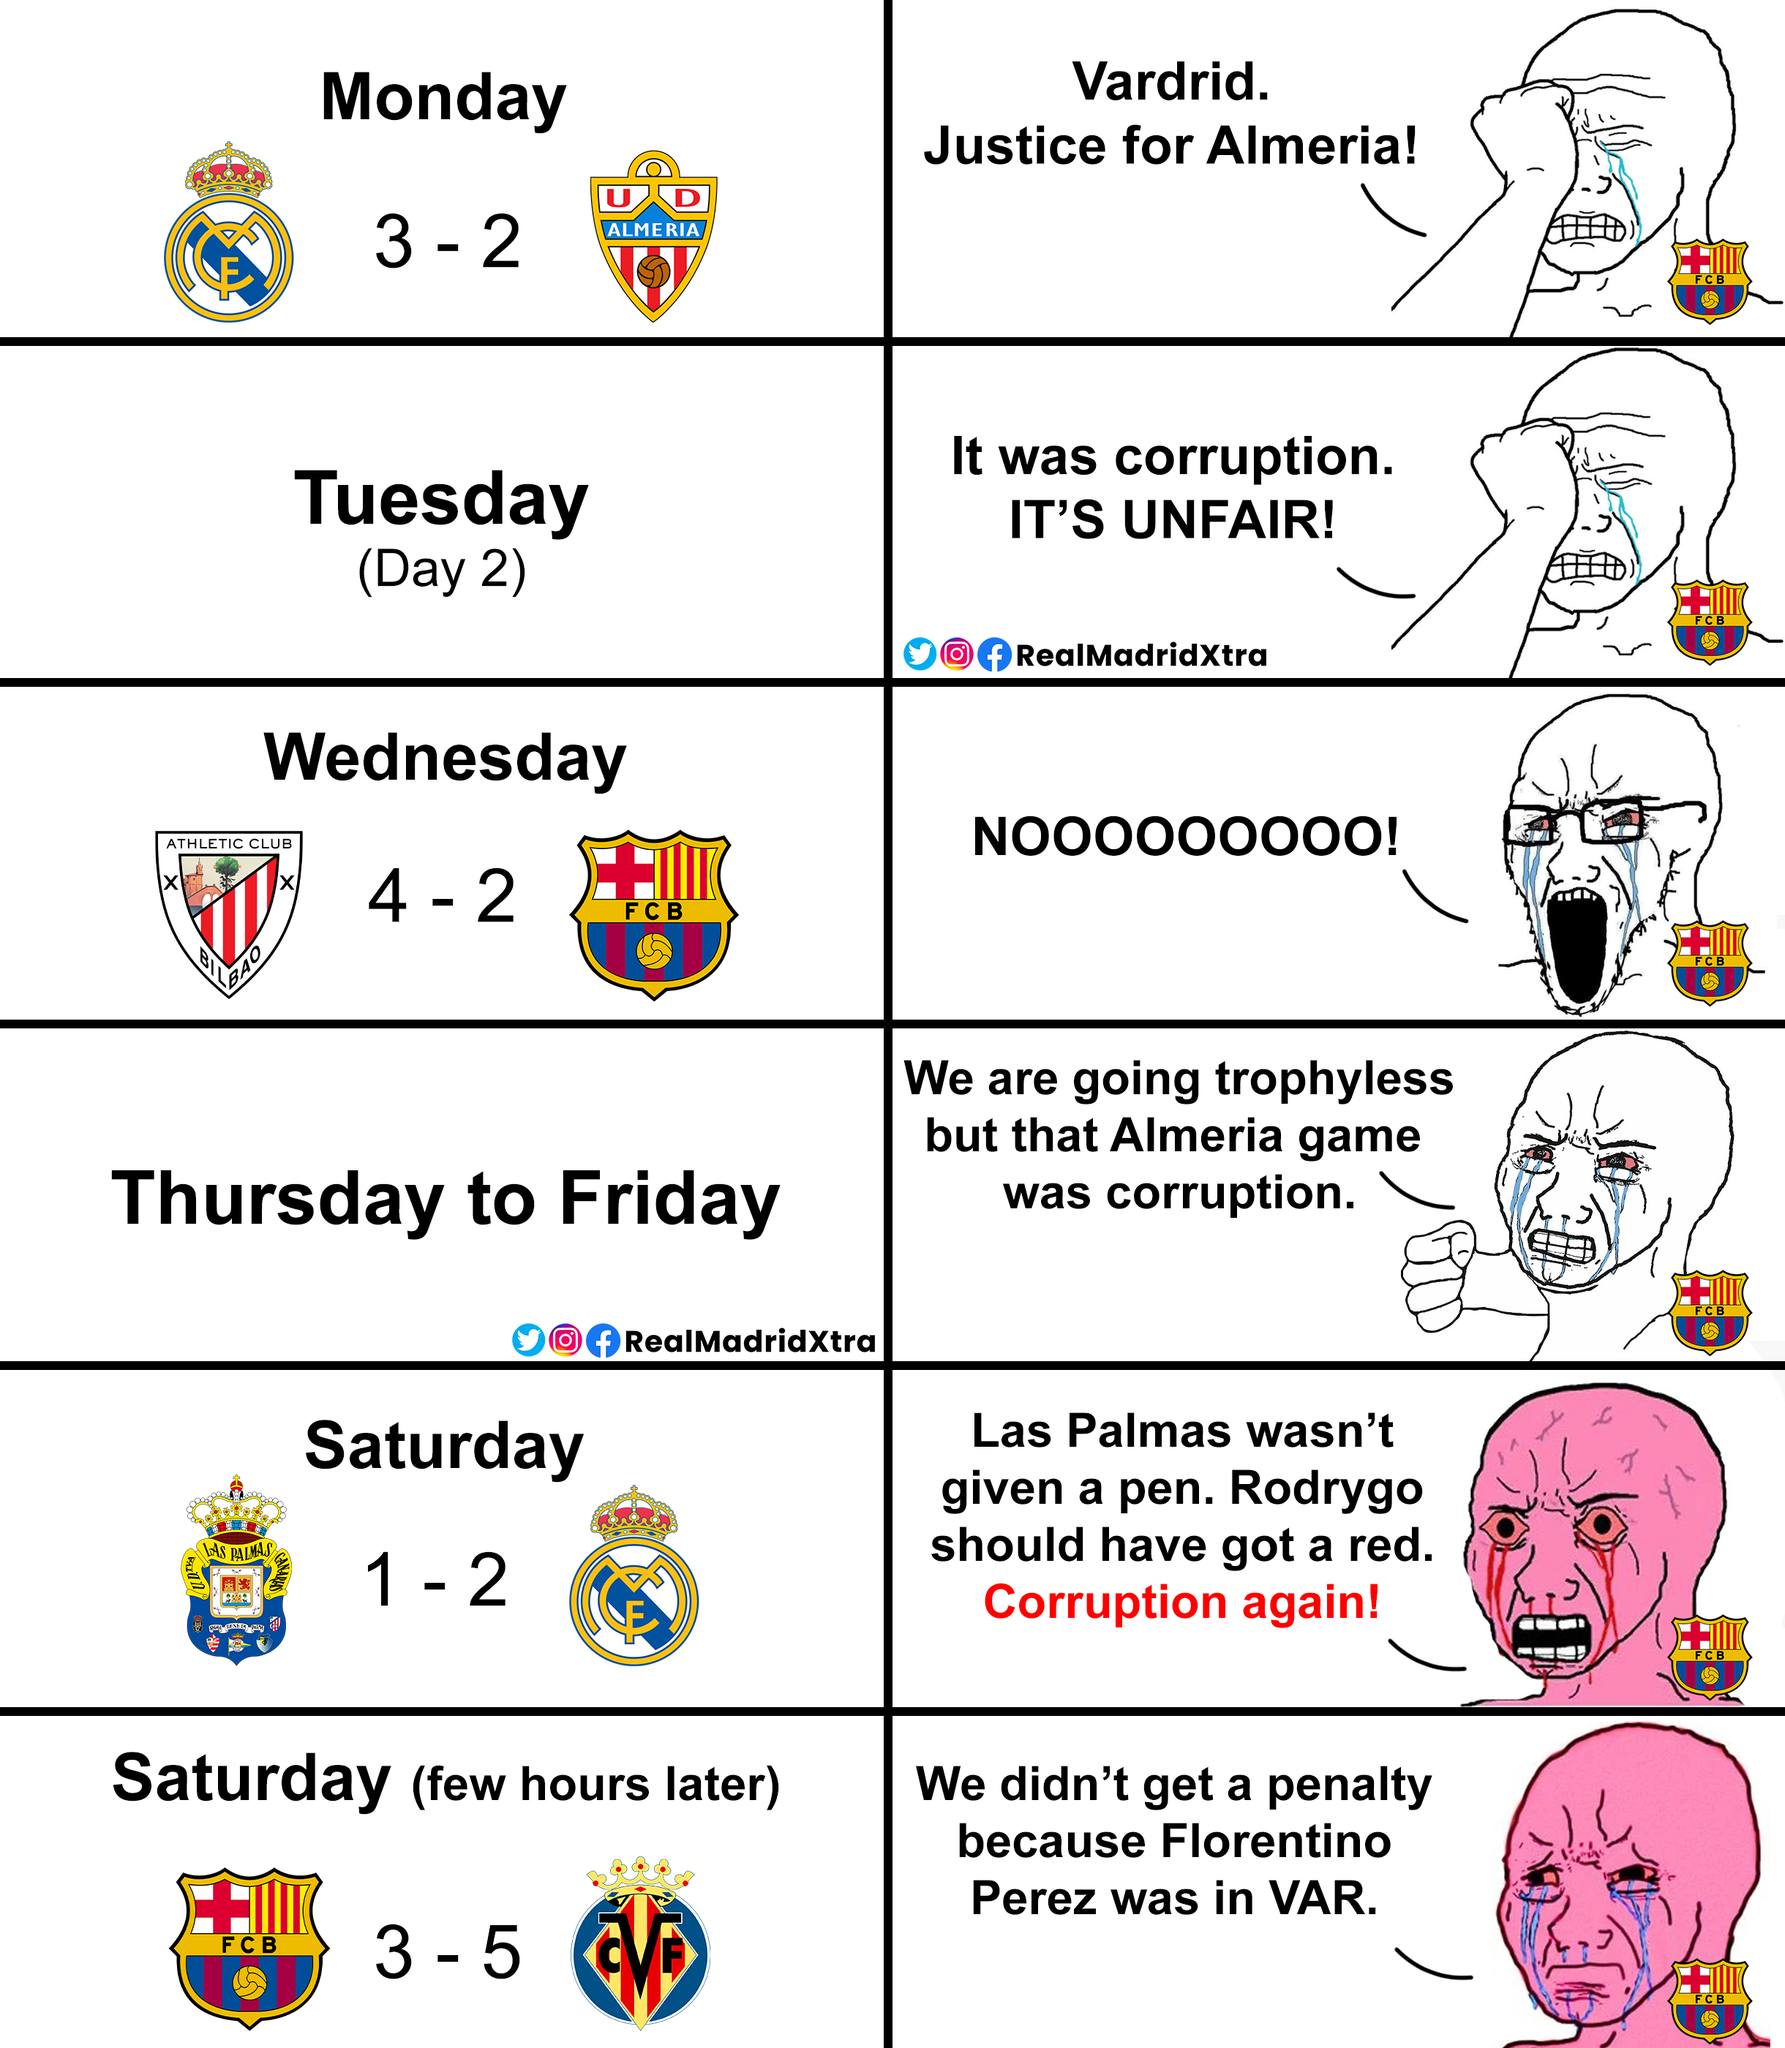 Monday
3 - 2
U D
ALMERIA
Vardrid.
Justice for Almeria!
FCB
Tuesday
(Day 2)
It was corruption.
IT’S UNFAIR!
RealMadridXtra
FCB
Wednesday
ATHLETIC CLUB
BILBAO
4 - 2
FCB
NOOOOOOOOO!
FCB
Thursday to Friday
RealMadridXtra
We are going trophyless
but that Almeria game
was corruption.
FCB
Saturday
LAS PALMAS
1 - 2
Las Palmas wasn’t
given a pen. Rodrygo
should have got a red.
Corruption again!
FCB
Saturday (few hours later)
FCB
3 - 5
CVF
We didn’t get a penalty
because Florentino
Perez was in VAR.
FCB